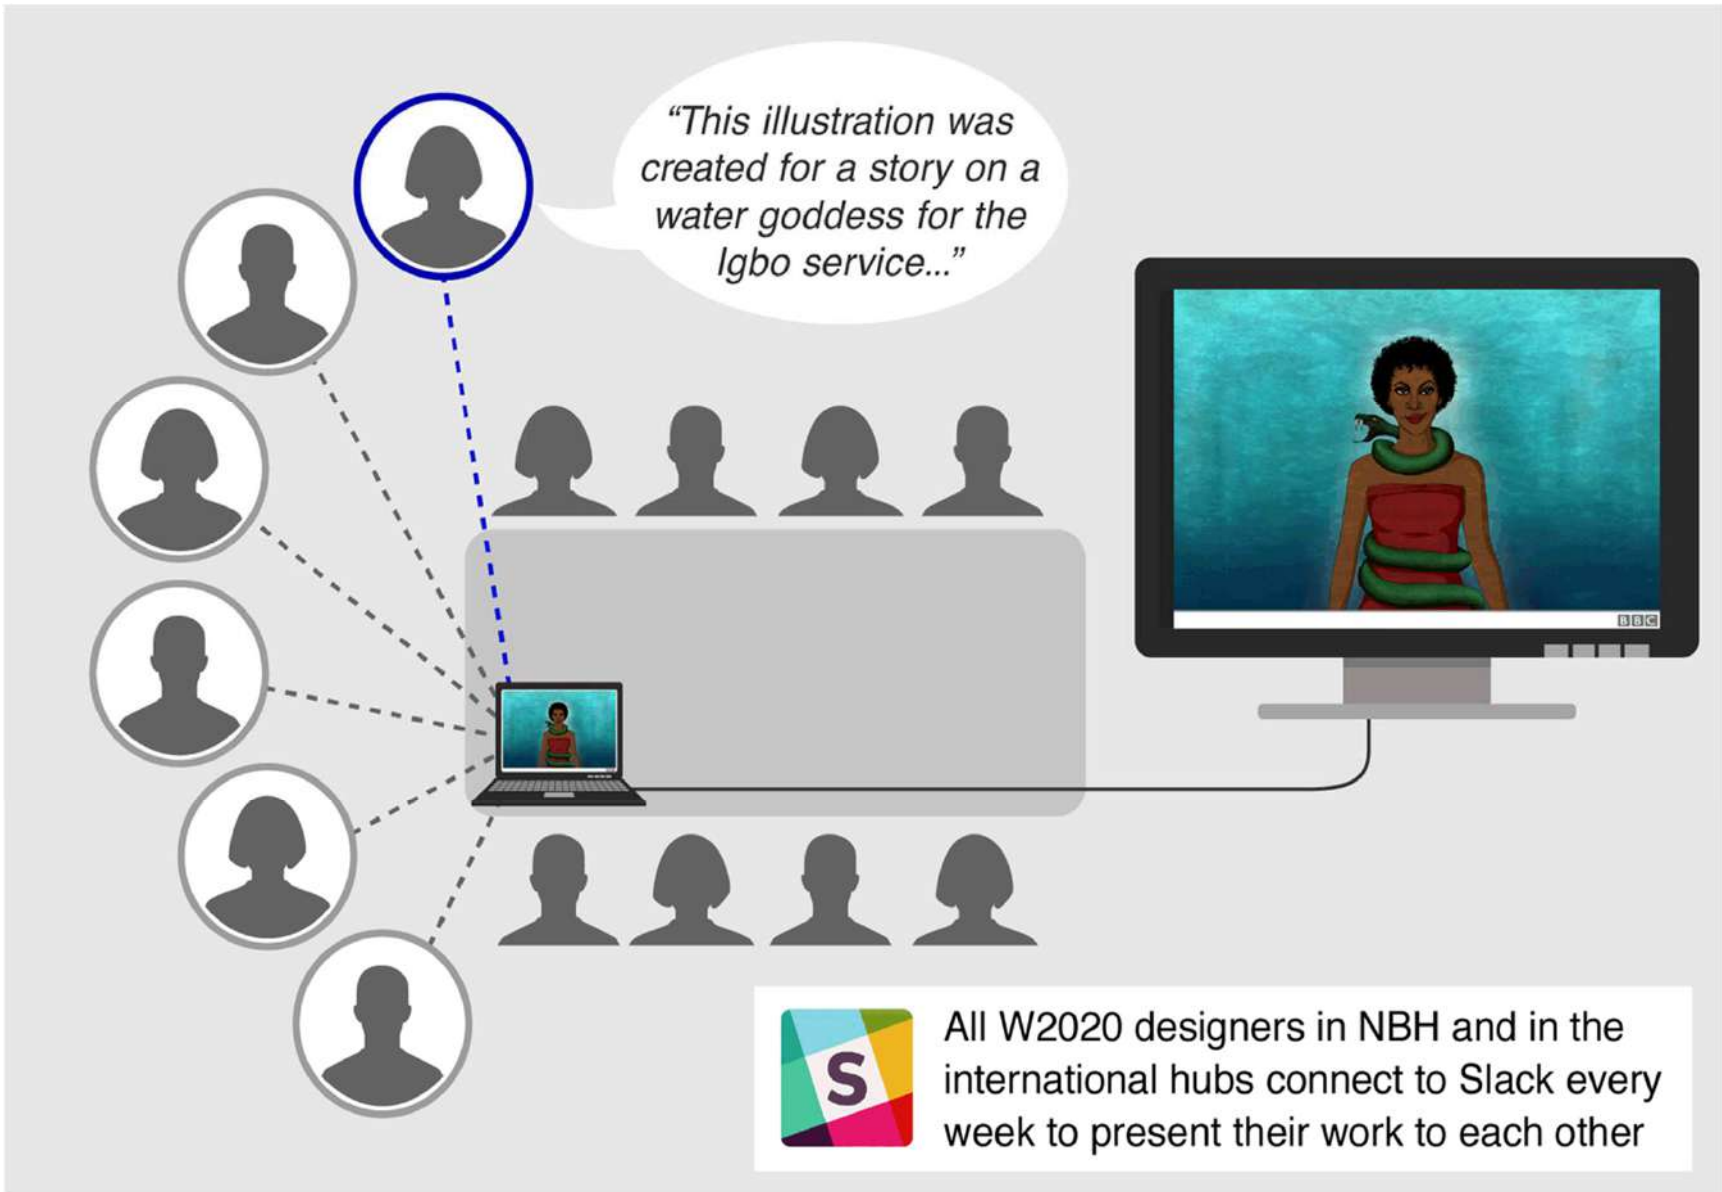 “This illustration was
created for a story on a
water goddess for the
Igbo service...”
BBC
S
All W2020 designers in NBH and in the
international hubs connect to Slack every
week to present their work to each other